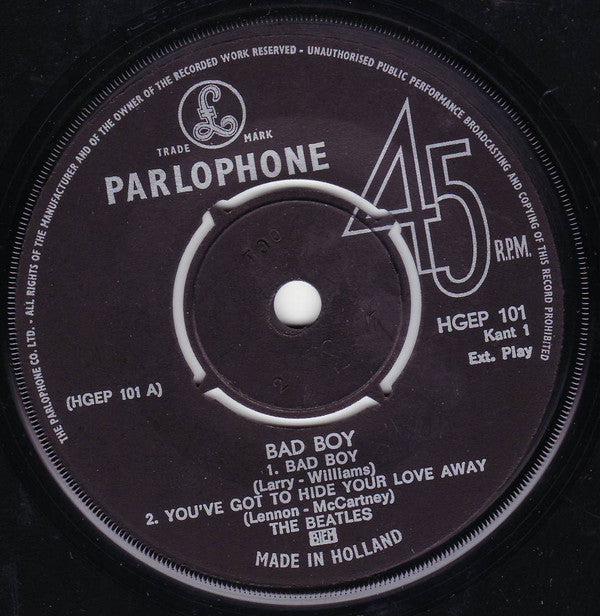 THE PARLOPHONE CO. LTD. - ALL RIGHTS OF THE MANUFACTURER AND OF THE OWNER OF THE RECORDED WORK RESERVED - UNAUTHORISED PUBLIC PERFORMANCE BROADCASTING AND COPYING OF THIS RECORD PROHIBITED
£
TRADE MARK
PARLOPHONE
45
R.P.M.
HGEP 101
Kant 1
Ext. Play
(HGEP 101 A)
BAD BOY
1. BAD BOY
(Larry - Williams)
2. YOU'VE GOT TO HIDE YOUR LOVE AWAY
(Lennon - McCartney)
THE BEATLES
BIEM
MADE IN HOLLAND